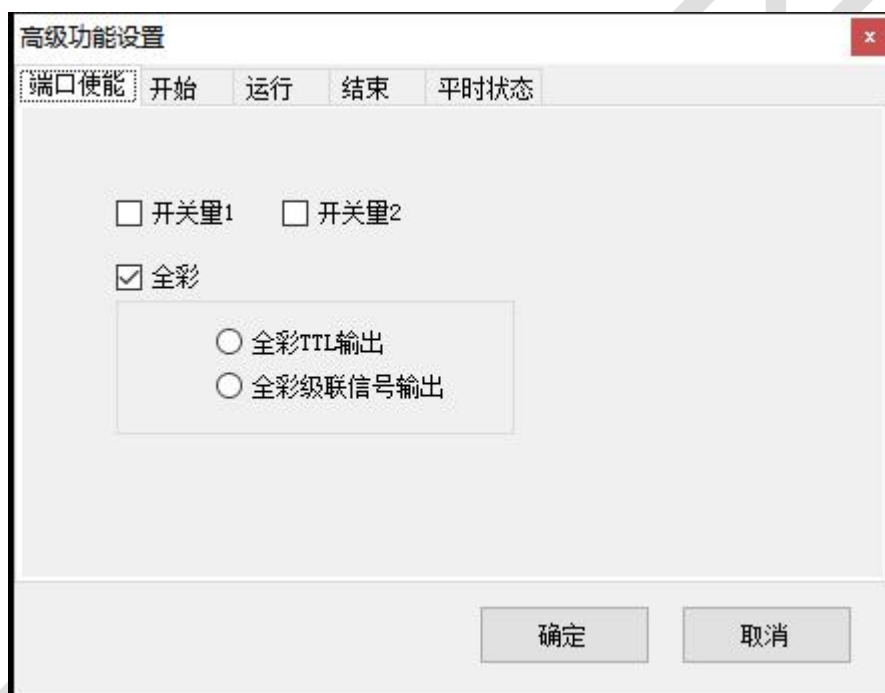 高级功能设置 x
端口使能 开始 运行 结束 平时状态
开关量1 开关量2
全彩
全彩TTL输出
全彩级联信号输出
确定 取消